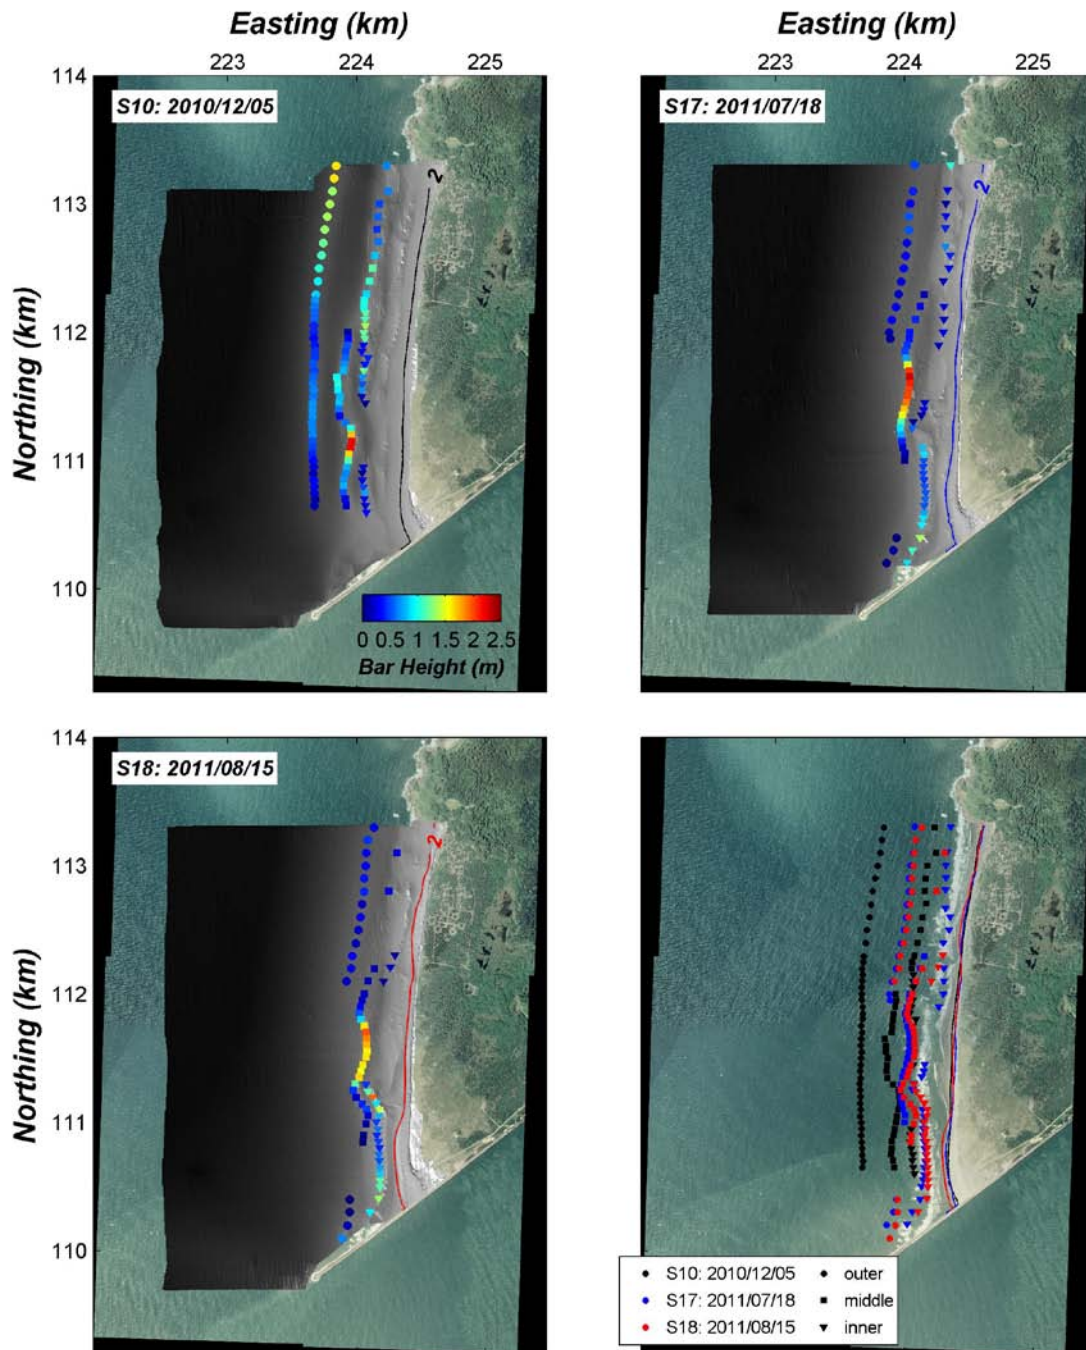 Easting (km)
Easting (km)
223 224 225
223 224 225
114
S10: 2010/12/05
2
113
112
111
110
Northing (km)
0 0.5 1 1.5 2 2.5
Bar Height (m)
S17: 2011/07/18
2
114
S18: 2011/08/15
2
113
112
111
110
Northing (km)
S10: 2010/12/05 outer
S17: 2011/07/18 middle
S18: 2011/08/15 inner